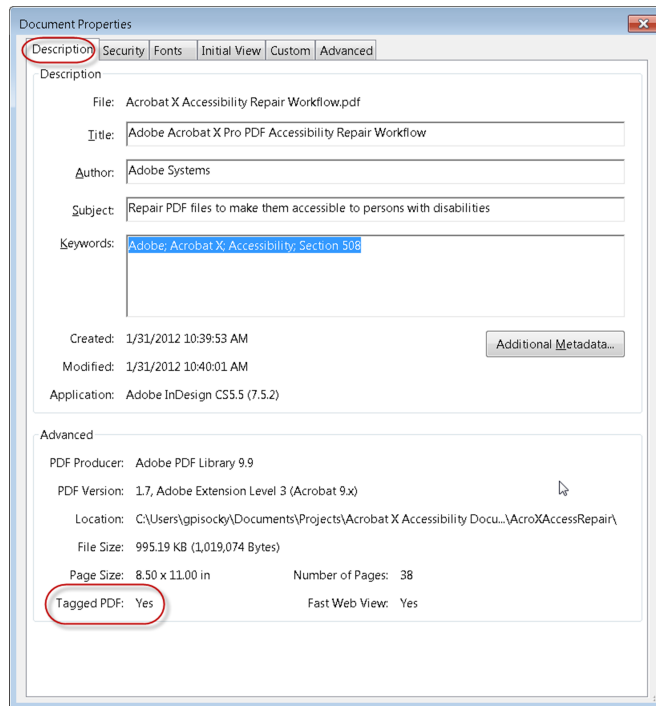 Document Properties
Description Security Fonts Initial View Custom Advanced
Description
File: Acrobat X Accessibility Repair Workflow.pdf
Title: Adobe Acrobat X Pro PDF Accessibility Repair Workflow
Author: Adobe Systems
Subject: Repair PDF files to make them accessible to persons with disabilities
Keywords: Adobe; Acrobat X; Accessibility; Section 508
Created: 1/31/2012 10:39:53 AM
Additional Metadata...
Modified: 1/31/2012 10:40:01 AM
Application: Adobe InDesign CS5.5 (7.5.2)
Advanced
PDF Producer: Adobe PDF Library 9.9
PDF Version: 1.7, Adobe Extension Level 3 (Acrobat 9.x)
Location: C:\Users\gpisocky\Documents\Projects\Acrobat X Accessibility Docu...\AcroXAccessRepair\
File Size: 995.19 KB (1,019,074 Bytes)
Page Size: 8.50 x 11.00 in Number of Pages: 38
Tagged PDF: Yes Fast Web View: Yes